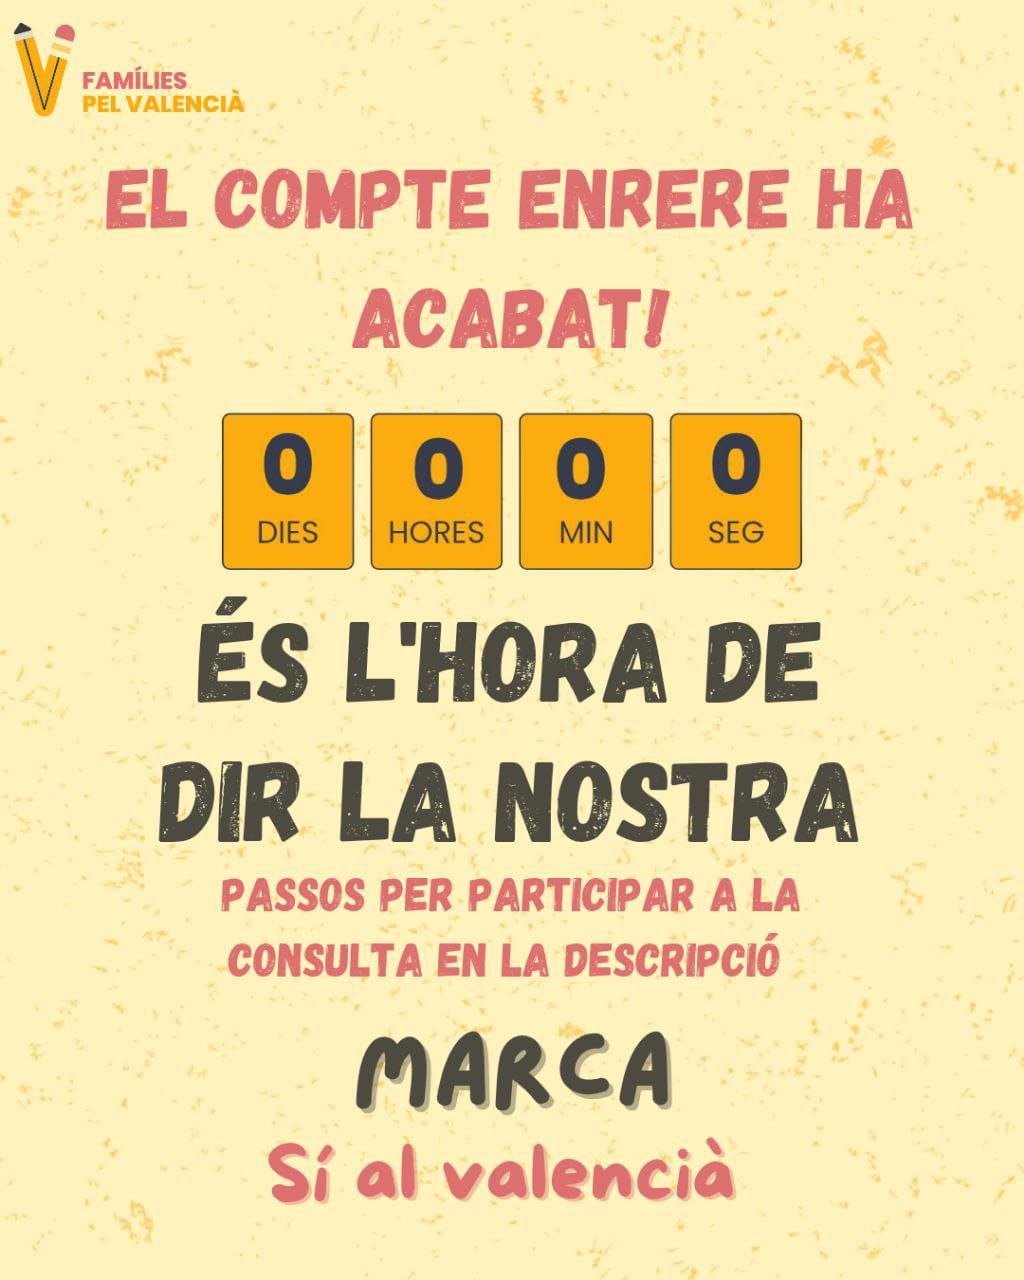 FAMÍLIES
PEL VALENCIÀ
EL COMPTE ENRERE HA
ACABAT!
0 0 0 0
DIES HORES MIN SEG
ÉS L'HORA DE
DIR LA NOSTRA
PASSOS PER PARTICIPAR A LA
CONSULTA EN LA DESCRIPCIÓ
MARCA
Sí al valencià